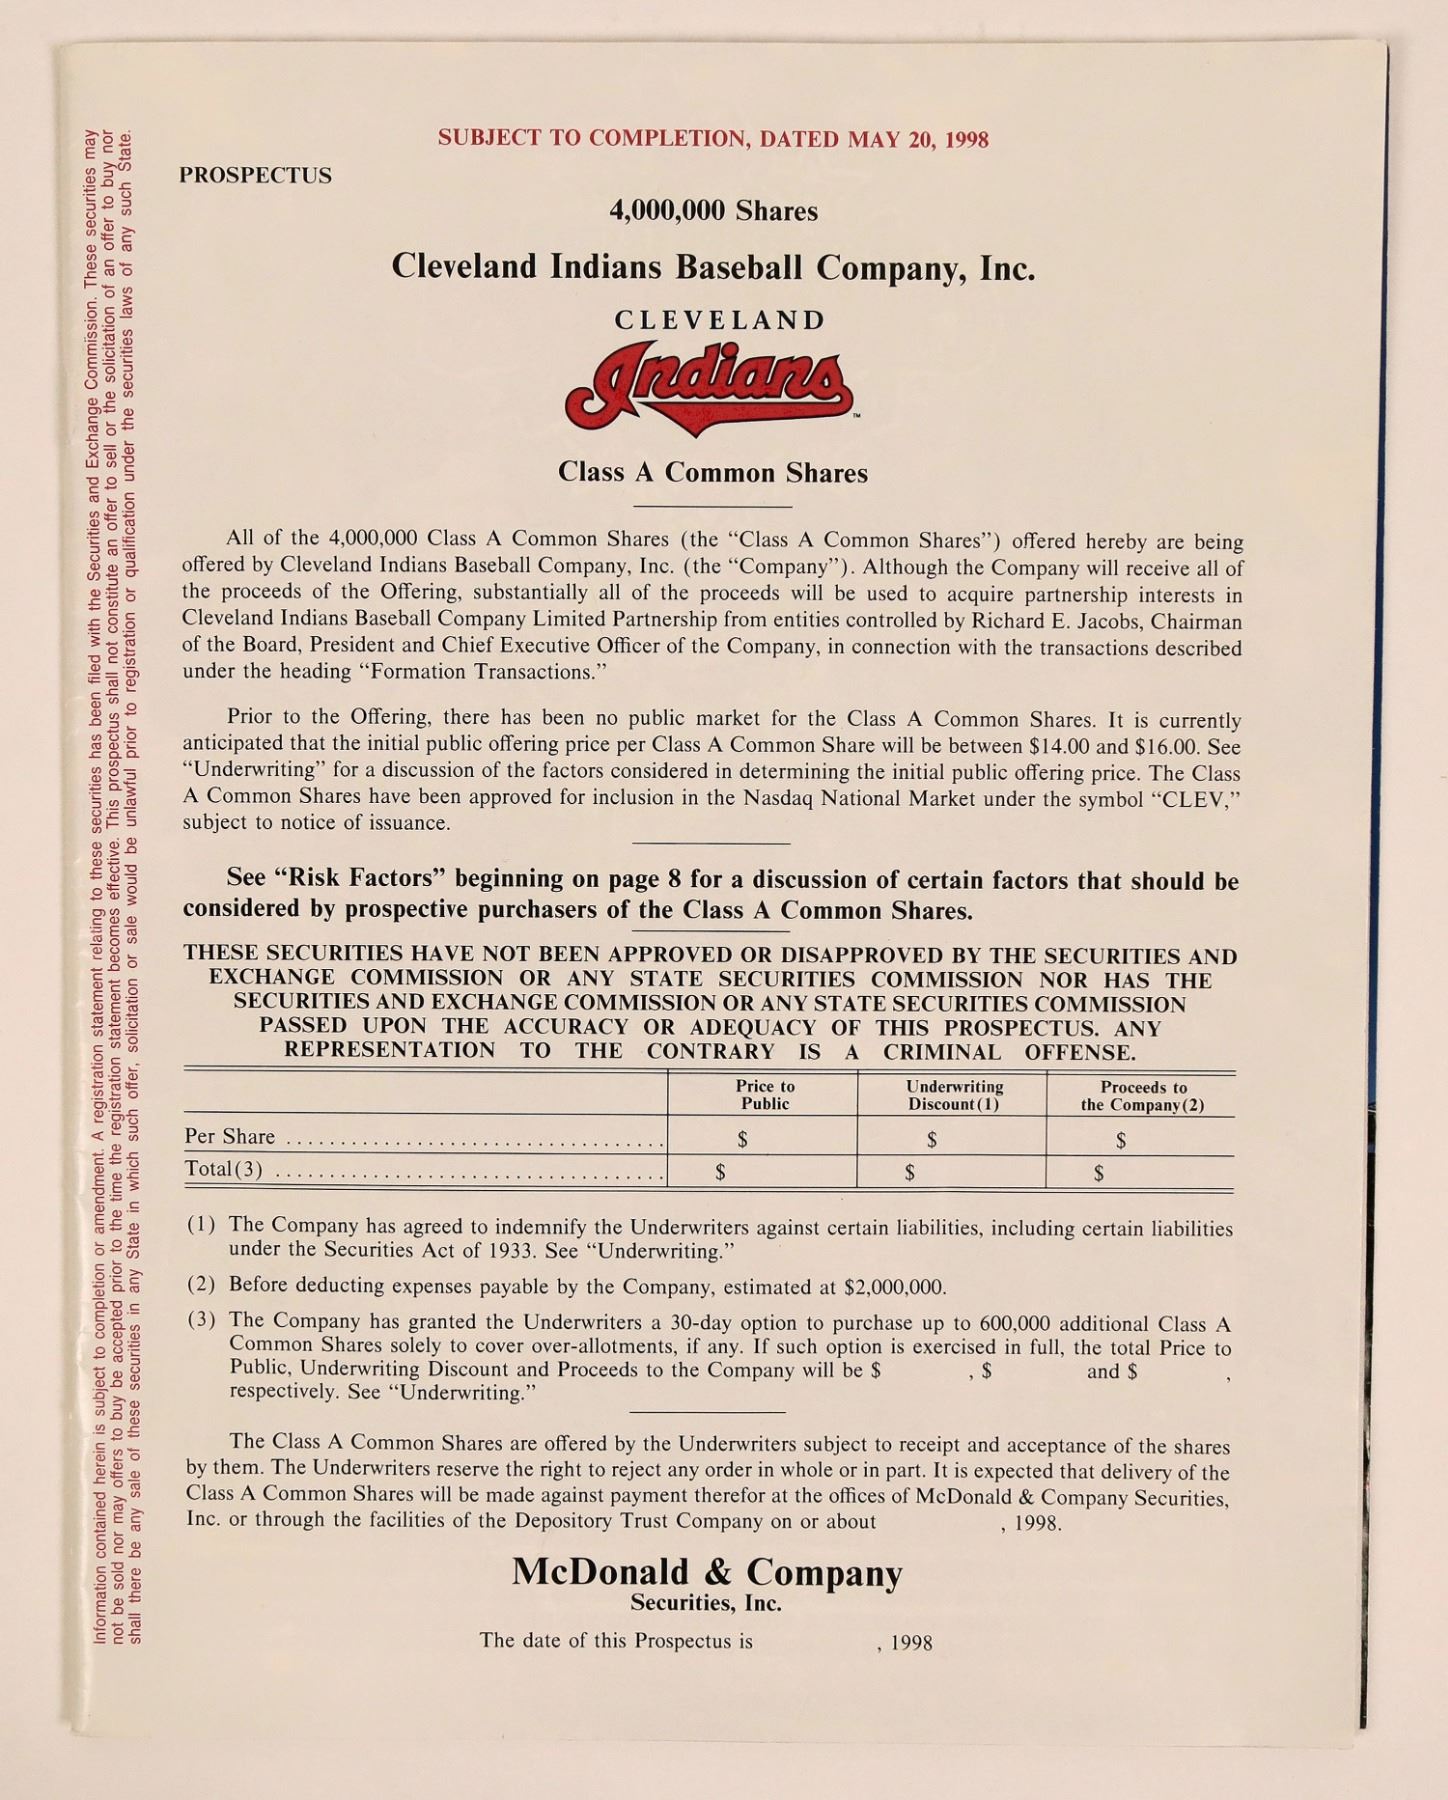 SUBJECT TO COMPLETION, DATED MAY 20, 1998
PROSPECTUS
4,000,000 Shares
Cleveland Indians Baseball Company, Inc.
CLEVELAND
Indians
TM
Class A Common Shares
All of the 4,000,000 Class A Common Shares (the “Class A Common Shares”) offered hereby are being
offered by Cleveland Indians Baseball Company, Inc. (the “Company”). Although the Company will receive all of
the proceeds of the Offering, substantially all of the proceeds will be used to acquire partnership interests in
Cleveland Indians Baseball Company Limited Partnership from entities controlled by Richard E. Jacobs, Chairman
of the Board, President and Chief Executive Officer of the Company, in connection with the transactions described
under the heading “Formation Transactions.”
Prior to the Offering, there has been no public market for the Class A Common Shares. It is currently
anticipated that the initial public offering price per Class A Common Share will be between $14.00 and $16.00. See
“Underwriting” for a discussion of the factors considered in determining the initial public offering price. The Class
A Common Shares have been approved for inclusion in the Nasdaq National Market under the symbol “CLEV,”
subject to notice of issuance.
See “Risk Factors” beginning on page 8 for a discussion of certain factors that should be
considered by prospective purchasers of the Class A Common Shares.
THESE SECURITIES HAVE NOT BEEN APPROVED OR DISAPPROVED BY THE SECURITIES AND
EXCHANGE COMMISSION OR ANY STATE SECURITIES COMMISSION NOR HAS THE
SECURITIES AND EXCHANGE COMMISSION OR ANY STATE SECURITIES COMMISSION
PASSED UPON THE ACCURACY OR ADEQUACY OF THIS PROSPECTUS. ANY
REPRESENTATION TO THE CONTRARY IS A CRIMINAL OFFENSE.
Price to Public Underwriting Discount(1) Proceeds to the Company(2)
Per Share .................................... $ $ $
Total(3) ..................................... $ $ $
(1) The Company has agreed to indemnify the Underwriters against certain liabilities, including certain liabilities
under the Securities Act of 1933. See “Underwriting.”
(2) Before deducting expenses payable by the Company, estimated at $2,000,000.
(3) The Company has granted the Underwriters a 30-day option to purchase up to 600,000 additional Class A
Common Shares solely to cover over-allotments, if any. If such option is exercised in full, the total Price to
Public, Underwriting Discount and Proceeds to the Company will be $ , $ and $ ,
respectively. See “Underwriting.”
The Class A Common Shares are offered by the Underwriters subject to receipt and acceptance of the shares
by them. The Underwriters reserve the right to reject any order in whole or in part. It is expected that delivery of the
Class A Common Shares will be made against payment therefor at the offices of McDonald & Company Securities,
Inc. or through the facilities of the Depository Trust Company on or about , 1998.
McDonald & Company
Securities, Inc.
The date of this Prospectus is , 1998
Information contained herein is subject to completion or amendment. A registration statement relating to these securities has been filed with the Securities and Exchange Commission. These securities may
not be sold nor may offers to buy be accepted prior to the time the registration statement becomes effective. This prospectus shall not constitute an offer to sell or the solicitation of an offer to buy nor
shall there be any sale of these securities in any State in which such offer, solicitation or sale would be unlawful prior to registration or qualification under the securities laws of any such State.